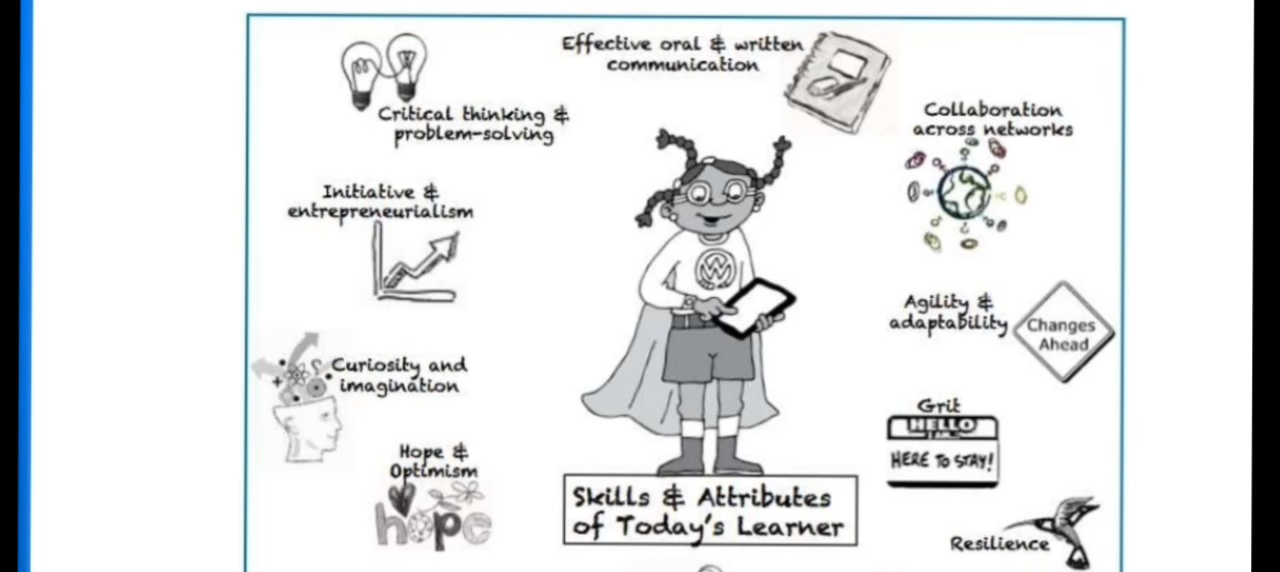 Effective oral & written
communication
Critical thinking &
problem-solving
Collaboration
across networks
Initiative &
entrepreneurialism
W
Agility &
adaptability
Changes
Ahead
Curiosity and
imagination
Grit
HELLO
HERE TO STAY!
Hope &
Optimism
hope
Skills & Attributes
of Today's Learner
Resilience